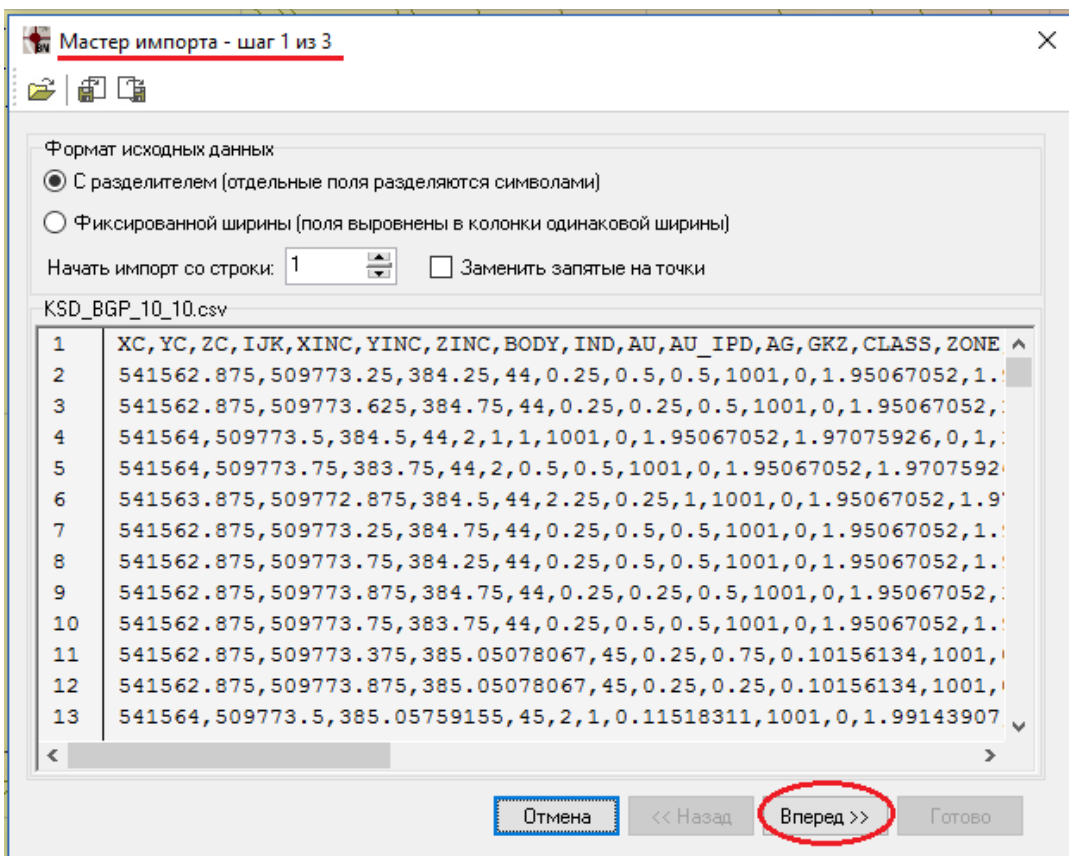 BN Мастер импорта - шаг 1 из 3
Формат исходных данных
С разделителем (отдельные поля разделяются символами)
Фиксированной ширины (поля выровнены в колонки одинаковой ширины)
Начать импорт со строки: 1 Заменить запятые на точки
KSD_BGP_10_10.csv
1 XC,YC,ZC,IJK,XINC,YINC,ZINC,BODY,IND,AU,AU_IPD,AG,GKZ,CLASS,ZONE
2 541562.875,509773.25,384.25,44,0.25,0.5,0.5,1001,0,1.95067052,1.
3 541562.875,509773.625,384.75,44,0.25,0.25,0.5,1001,0,1.95067052,
4 541564,509773.5,384.5,44,2,1,1,1001,0,1.95067052,1.97075926,0,1,
5 541564,509773.75,383.75,44,2,0.5,0.5,1001,0,1.95067052,1.9707592
6 541563.875,509772.875,384.5,44,2.25,0.25,1,1001,0,1.95067052,1.9
7 541562.875,509773.25,384.75,44,0.25,0.5,0.5,1001,0,1.95067052,1.
8 541562.875,509773.75,384.25,44,0.25,0.5,0.5,1001,0,1.95067052,1.
9 541562.875,509773.875,384.75,44,0.25,0.25,0.5,1001,0,1.95067052,
10 541562.875,509773.75,383.75,44,0.25,0.5,0.5,1001,0,1.95067052,1.
11 541562.875,509773.375,385.05078067,45,0.25,0.75,0.10156134,1001,
12 541562.875,509773.875,385.05078067,45,0.25,0.25,0.10156134,1001,
13 541564,509773.5,385.05759155,45,2,1,0.11518311,1001,0,1.99143907
Отмена << Назад Вперед >> Готово